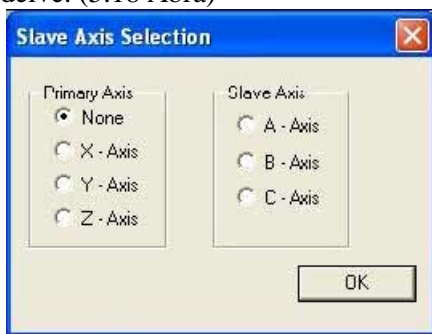 Slave Axis Selection
Primary Axis
None
X - Axis
Y - Axis
Z - Axis
Slave Axis
A - Axis
B - Axis
C - Axis
OK